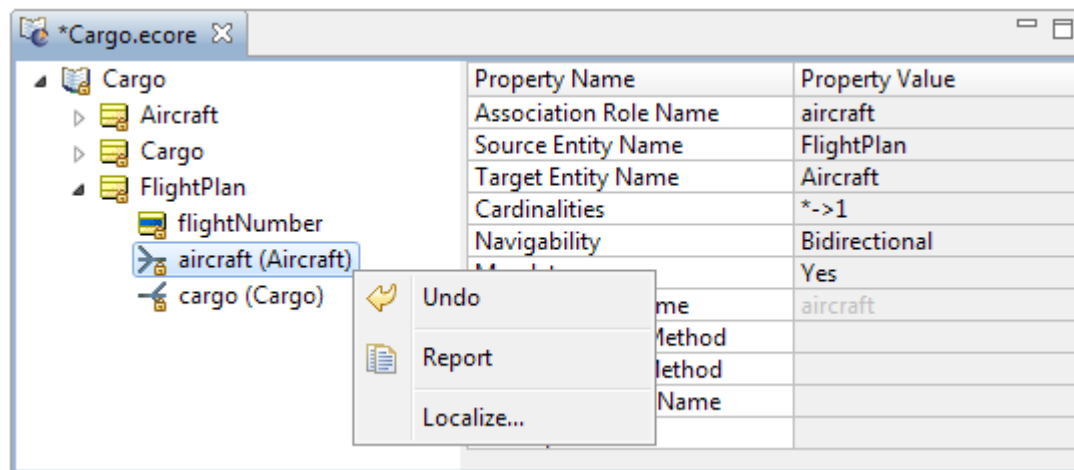 *Cargo.ecore
Cargo
Aircraft
Cargo
FlightPlan
flightNumber
aircraft (Aircraft)
cargo (Cargo)
Property Name Property Value
Association Role Name aircraft
Source Entity Name FlightPlan
Target Entity Name Aircraft
Cardinalities *->1
Navigability Bidirectional
Yes
me aircraft
Method
lethod
Name
Undo
Report
Localize...